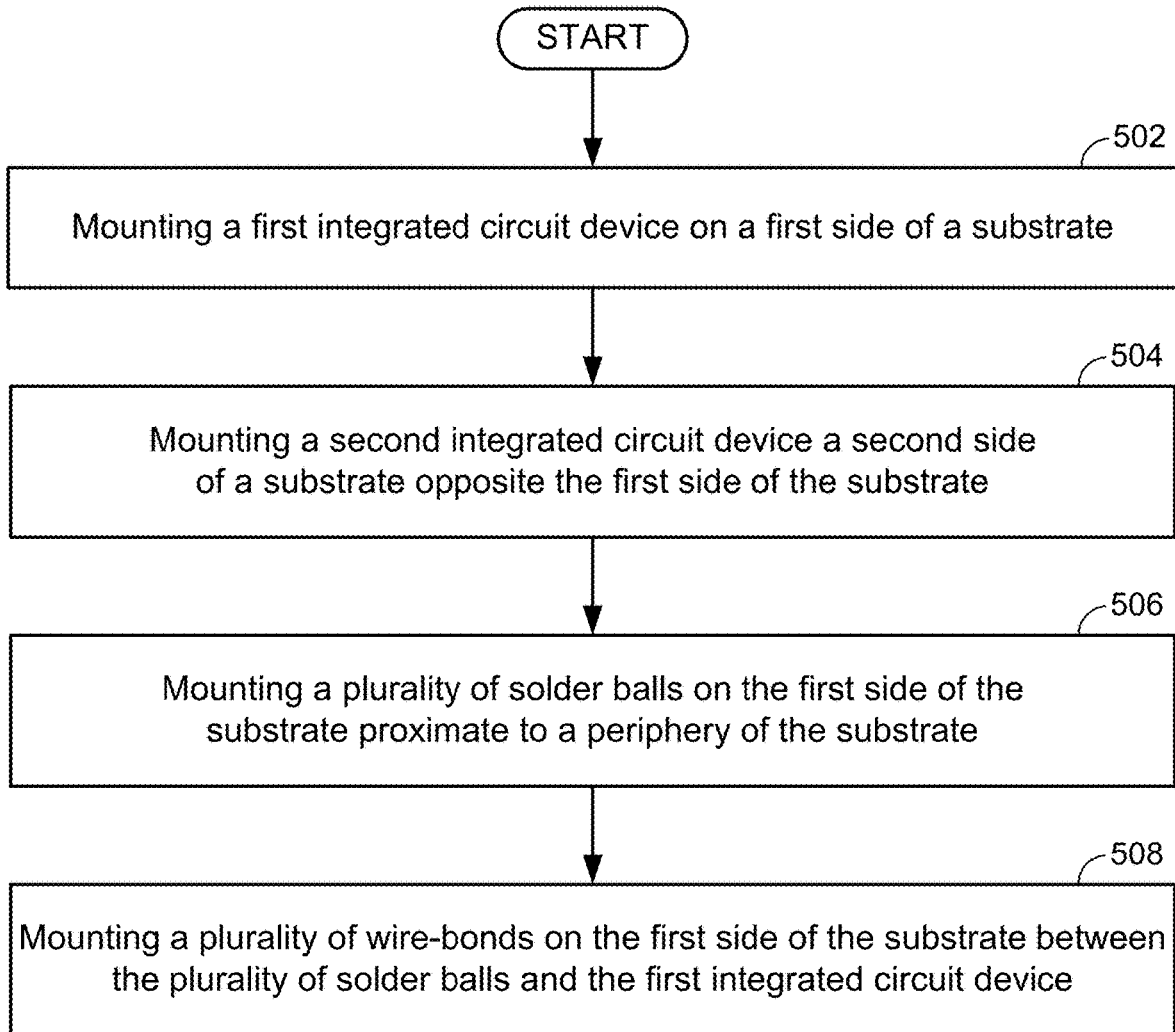 START
502
Mounting a first integrated circuit device on a first side of a substrate
504
Mounting a second integrated circuit device a second side
of a substrate opposite the first side of the substrate
506
Mounting a plurality of solder balls on the first side of the
substrate proximate to a periphery of the substrate
508
Mounting a plurality of wire-bonds on the first side of the substrate between
the plurality of solder balls and the first integrated circuit device